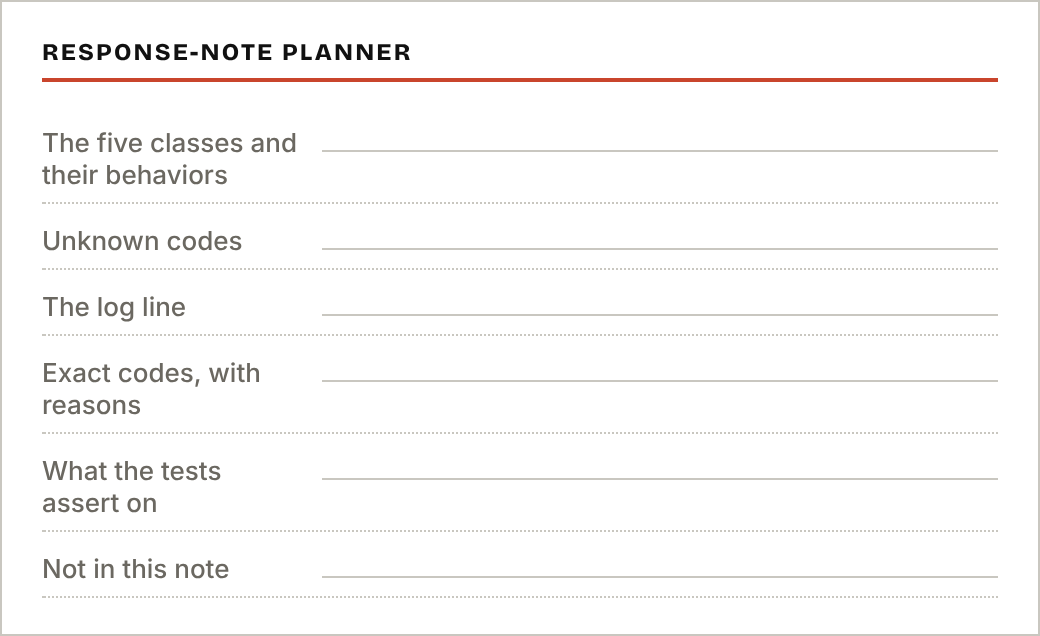 RESPONSE-NOTE PLANNER
The five classes and
their behaviors
Unknown codes
The log line
Exact codes, with
reasons
What the tests
assert on
Not in this note